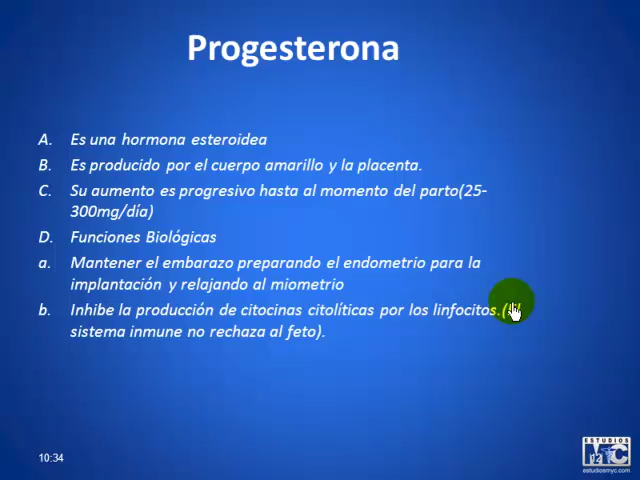 Progesterona
A. Es una hormona esteroidea
B. Es producido por el cuerpo amarillo y la placenta.
C. Su aumento es progresivo hasta al momento del parto(25-
300mg/día)
D. Funciones Biológicas
a. Mantener el embarazo preparando el endometrio para la
implantación y relajando al miometrio
b. Inhibe la producción de citocinas citolíticas por los linfocitos.(
sistema inmune no rechaza al feto).
10:34
12
ESTUDIOS
MYC
estudiosmyc.com